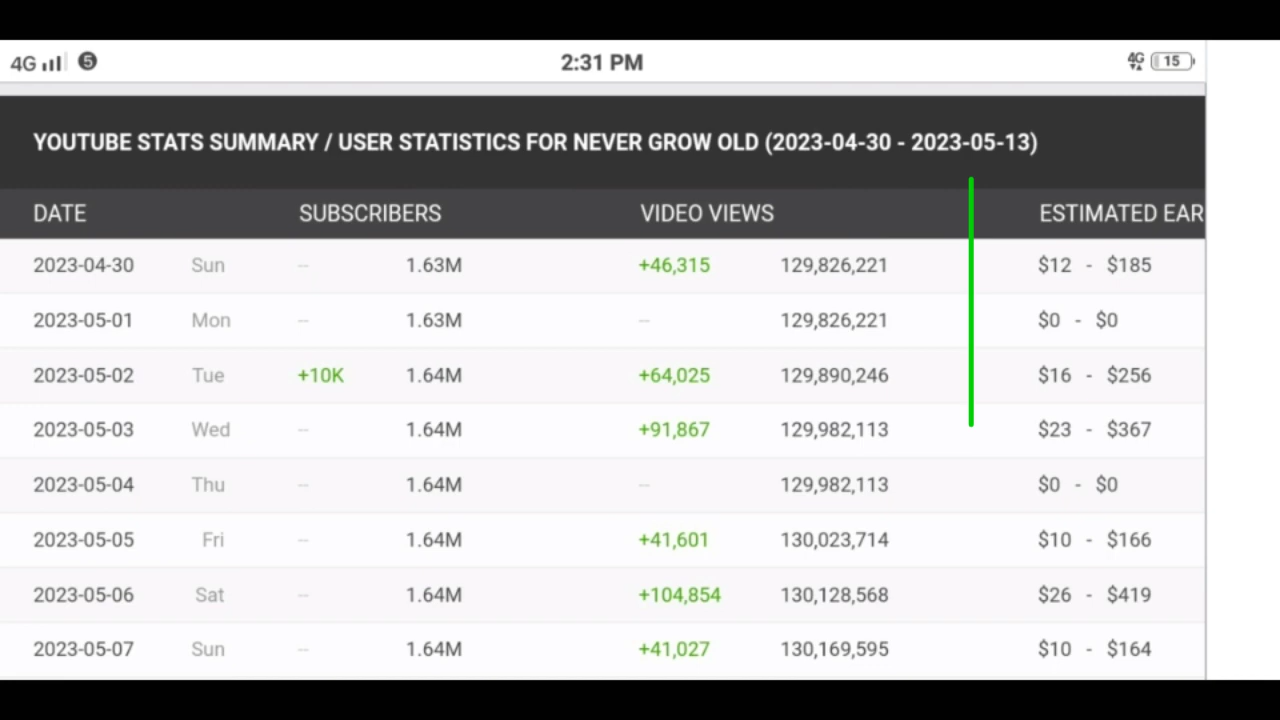 4G 5 2:31 PM 4G 15
YOUTUBE STATS SUMMARY / USER STATISTICS FOR NEVER GROW OLD (2023-04-30 - 2023-05-13)
DATE SUBSCRIBERS VIDEO VIEWS ESTIMATED EAR
2023-04-30 Sun -- 1.63M +46,315 129,826,221 $12 - $185
2023-05-01 Mon -- 1.63M -- 129,826,221 $0 - $0
2023-05-02 Tue +10K 1.64M +64,025 129,890,246 $16 - $256
2023-05-03 Wed -- 1.64M +91,867 129,982,113 $23 - $367
2023-05-04 Thu -- 1.64M -- 129,982,113 $0 - $0
2023-05-05 Fri -- 1.64M +41,601 130,023,714 $10 - $166
2023-05-06 Sat -- 1.64M +104,854 130,128,568 $26 - $419
2023-05-07 Sun -- 1.64M +41,027 130,169,595 $10 - $164